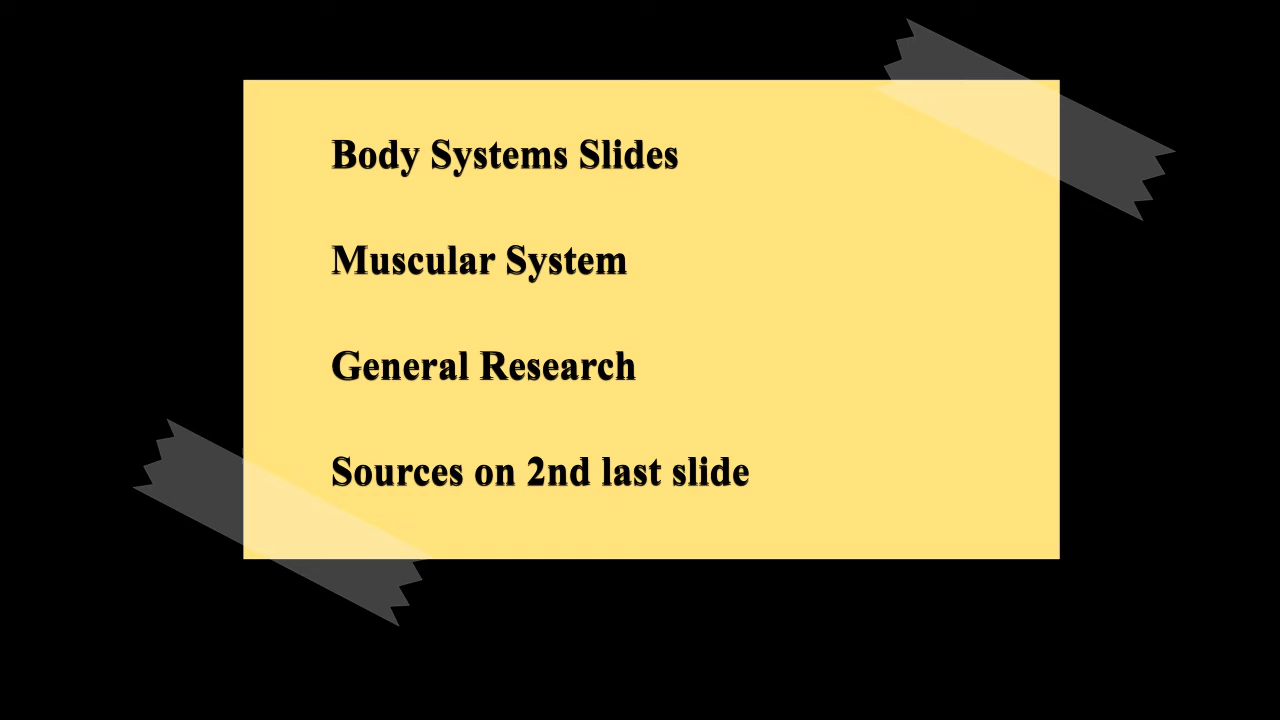 Body Systems Slides
Muscular System
General Research
Sources on 2nd last slide